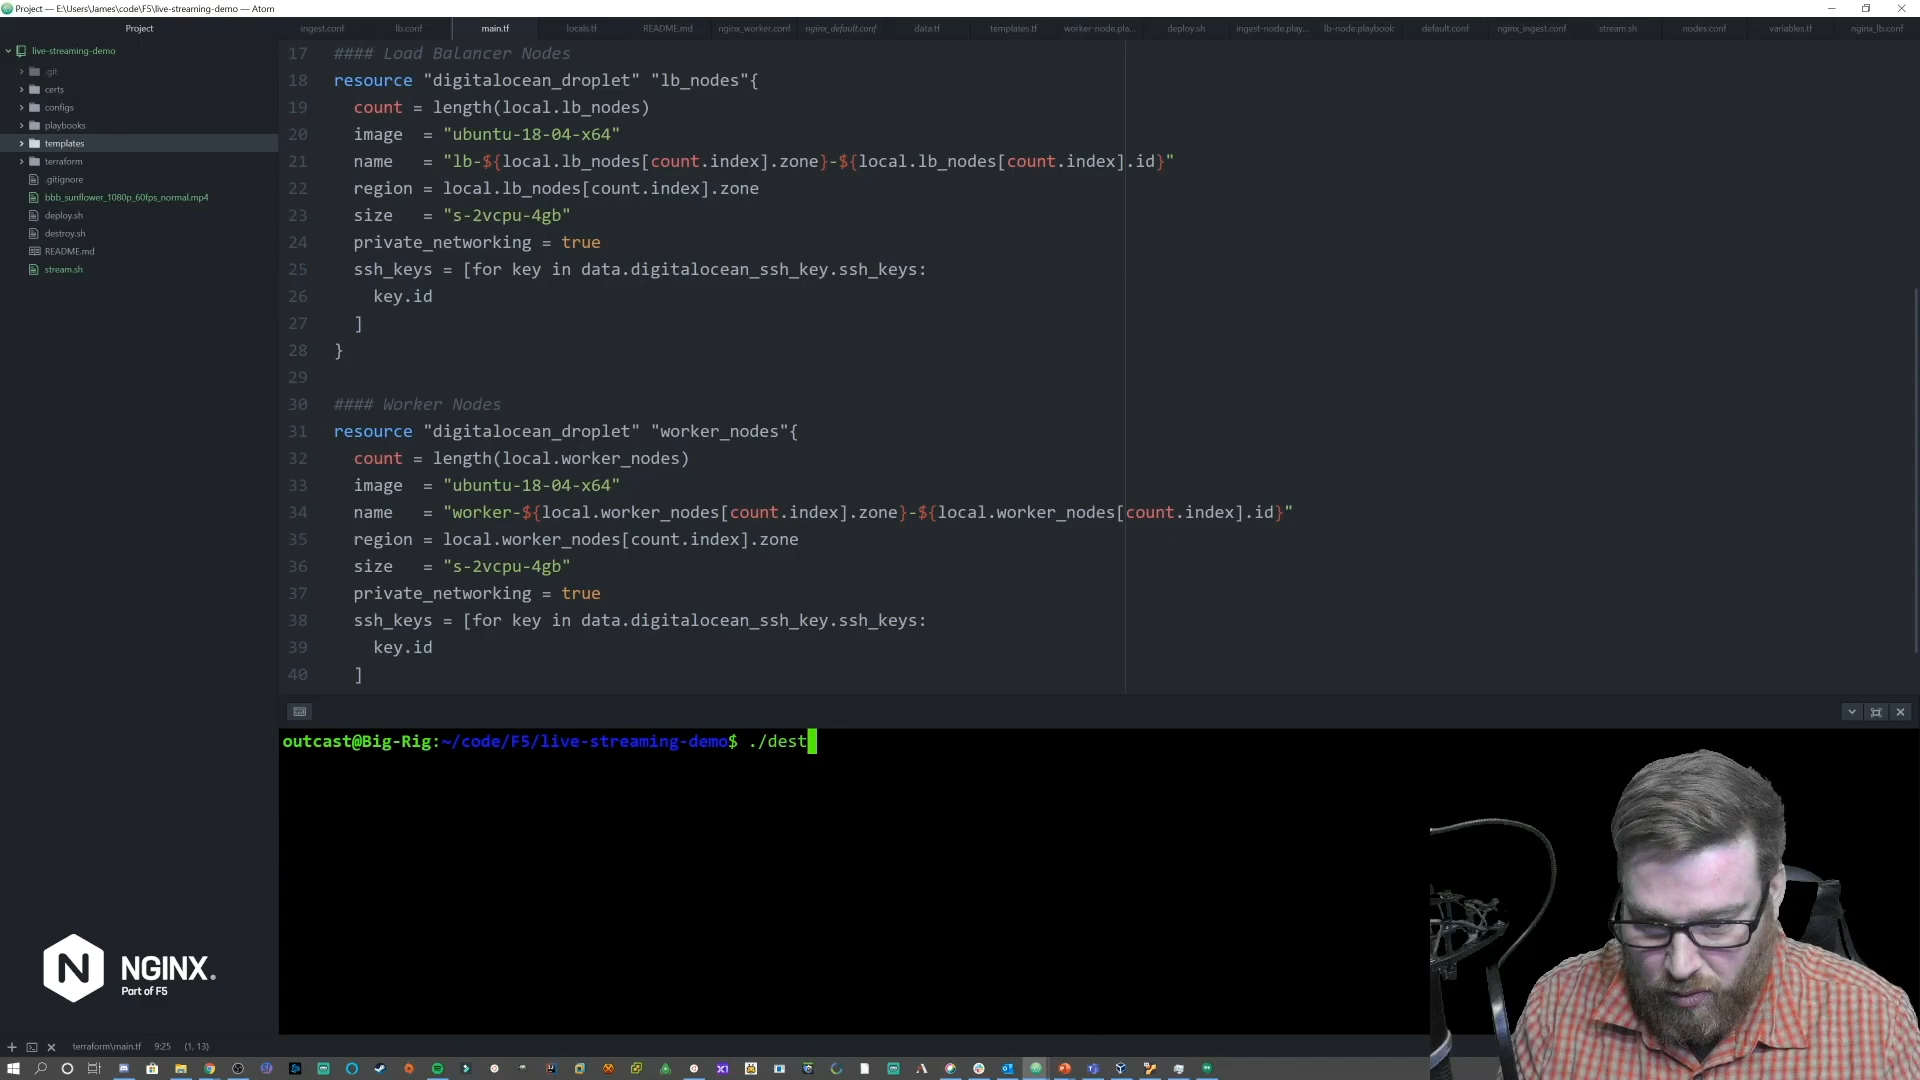 Project — E:\Users\James\code\F5\live-streaming-demo — Atom
Project
ingest.conf lb.conf main.tf locals.tf README.md nginx_worker.conf nginx_default.conf data.tf templates.tf worker-node.pla... deploy.sh ingest-node.play... lb-node.playbook default.conf nginx_ingest.conf stream.sh nodes.conf variables.tf nginx_lb.conf
live-streaming-demo
.git
certs
configs
playbooks
templates
terraform
.gitignore
bbb_sunflower_1080p_60fps_normal.mp4
deploy.sh
destroy.sh
README.md
stream.sh
17 #### Load Balancer Nodes
18 resource "digitalocean_droplet" "lb_nodes"{
19 count = length(local.lb_nodes)
20 image = "ubuntu-18-04-x64"
21 name = "lb-${local.lb_nodes[count.index].zone}-${local.lb_nodes[count.index].id}"
22 region = local.lb_nodes[count.index].zone
23 size = "s-2vcpu-4gb"
24 private_networking = true
25 ssh_keys = [for key in data.digitalocean_ssh_key.ssh_keys:
26 key.id
27 ]
28 }
29
30 #### Worker Nodes
31 resource "digitalocean_droplet" "worker_nodes"{
32 count = length(local.worker_nodes)
33 image = "ubuntu-18-04-x64"
34 name = "worker-${local.worker_nodes[count.index].zone}-${local.worker_nodes[count.index].id}"
35 region = local.worker_nodes[count.index].zone
36 size = "s-2vcpu-4gb"
37 private_networking = true
38 ssh_keys = [for key in data.digitalocean_ssh_key.ssh_keys:
39 key.id
40 ]
outcast@Big-Rig:~/code/F5/live-streaming-demo$ ./dest
NGINX
Part of F5
terraform\main.tf 9:25 (1, 13)